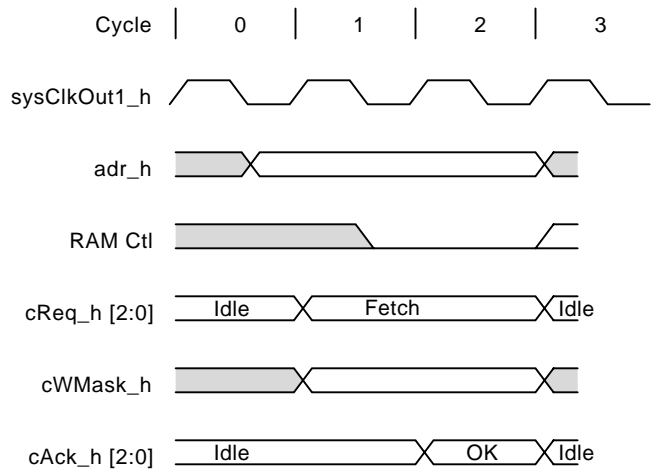 Cycle 0 1 2 3
sysClkOut1_h
adr_h
RAM Ctl
cReq_h [2:0] Idle Fetch Idle
cWMask_h
cAck_h [2:0] Idle OK Idle